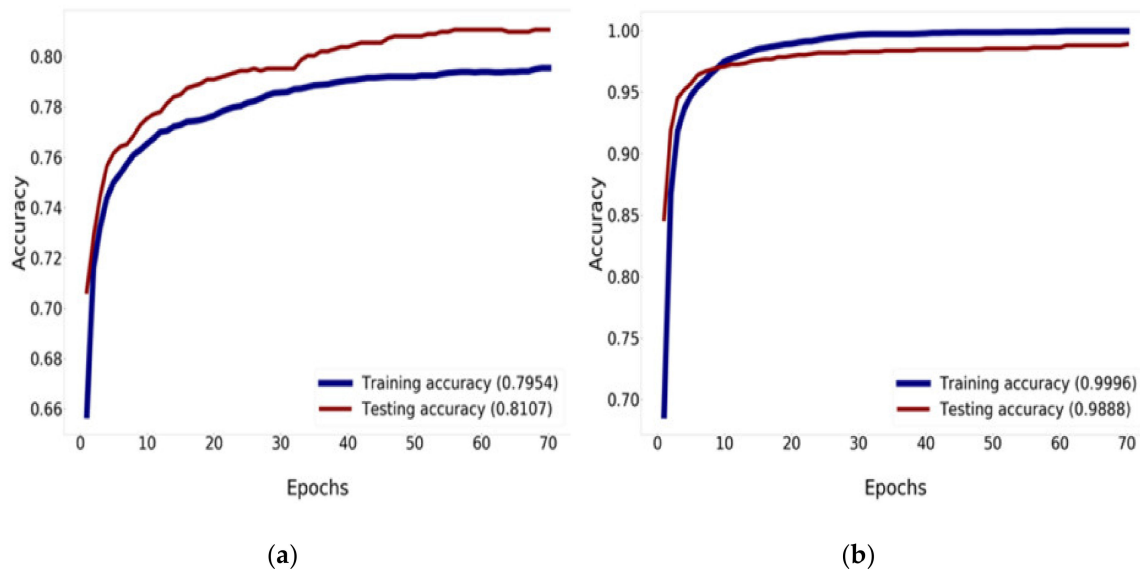 0.80
0.78
0.76
0.74
0.72
0.70
0.68
0.66
Accuracy
Training accuracy (0.7954)
Testing accuracy (0.8107)
0 10 20 30 40 50 60 70
Epochs
(a)
1.00
0.95
0.90
0.85
0.80
0.75
0.70
Accuracy
Training accuracy (0.9996)
Testing accuracy (0.9888)
0 10 20 30 40 50 60 70
Epochs
(b)